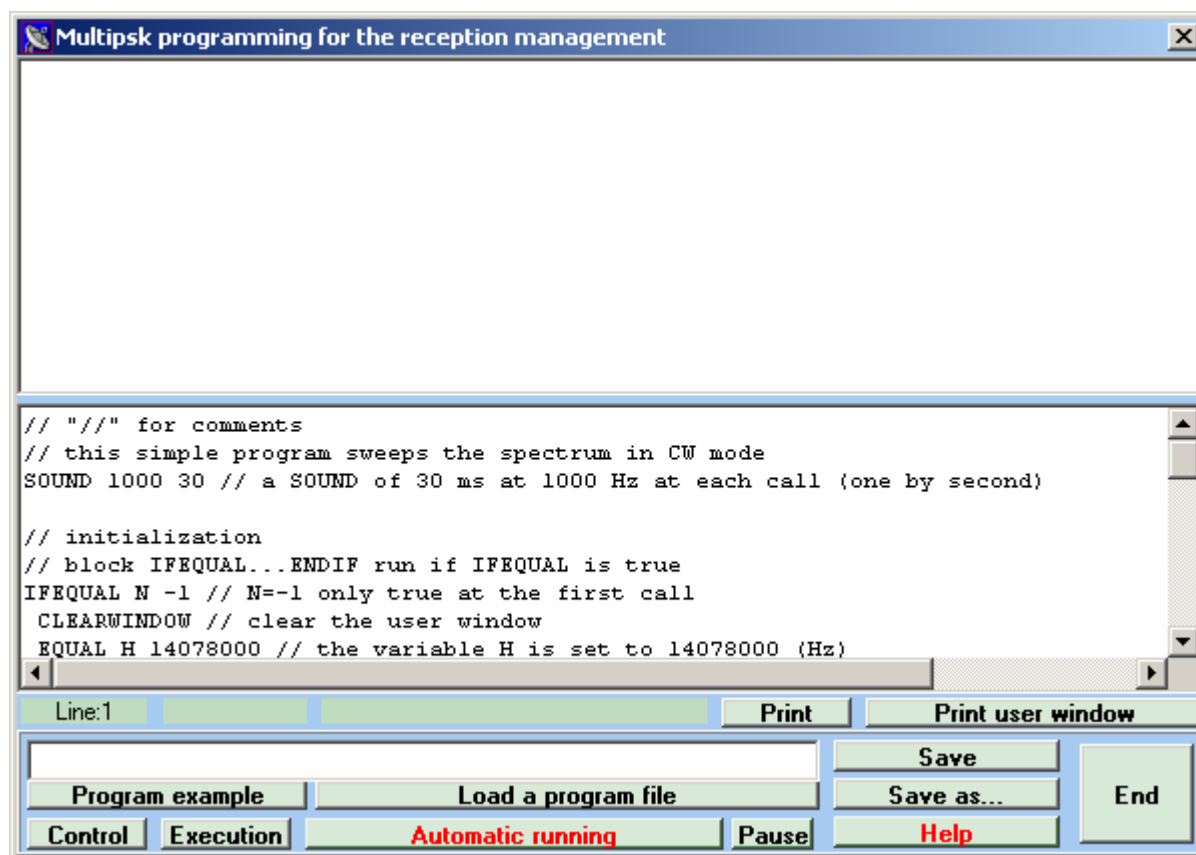 Multipsk programming for the reception management
// "//" for comments
// this simple program sweeps the spectrum in CW mode
SOUND 1000 30 // a SOUND of 30 ms at 1000 Hz at each call (one by second)
// initialization
// block IFEQUAL...ENDIF run if IFEQUAL is true
IFEQUAL N -1 // N=-1 only true at the first call
CLEARWINDOW // clear the user window
EQUAL H 14078000 // the variable H is set to 14078000 (Hz)
Line:1
Print
Print user window
Save
Program example
Load a program file
Save as...
End
Control
Execution
Automatic running
Pause
Help